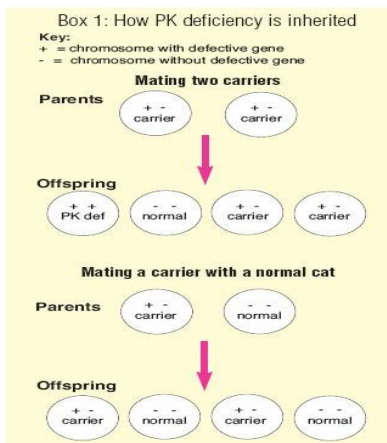 Box 1: How PK deficiency is inherited
Key:
+ = chromosome with defective gene
- = chromosome without defective gene
Mating two carriers
Parents
+ -
carrier
+ -
carrier
Offspring
+ +
PK def
- -
normal
+ -
carrier
+ -
carrier
Mating a carrier with a normal cat
Parents
+ -
carrier
- -
normal
Offspring
+ -
carrier
- -
normal
+ -
carrier
- -
normal